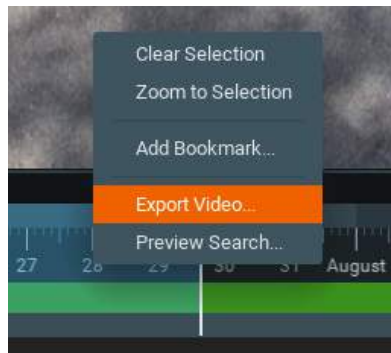 Clear Selection
Zoom to Selection
Add Bookmark...
Export Video...
Preview Search...
27 28 29 30 31 August